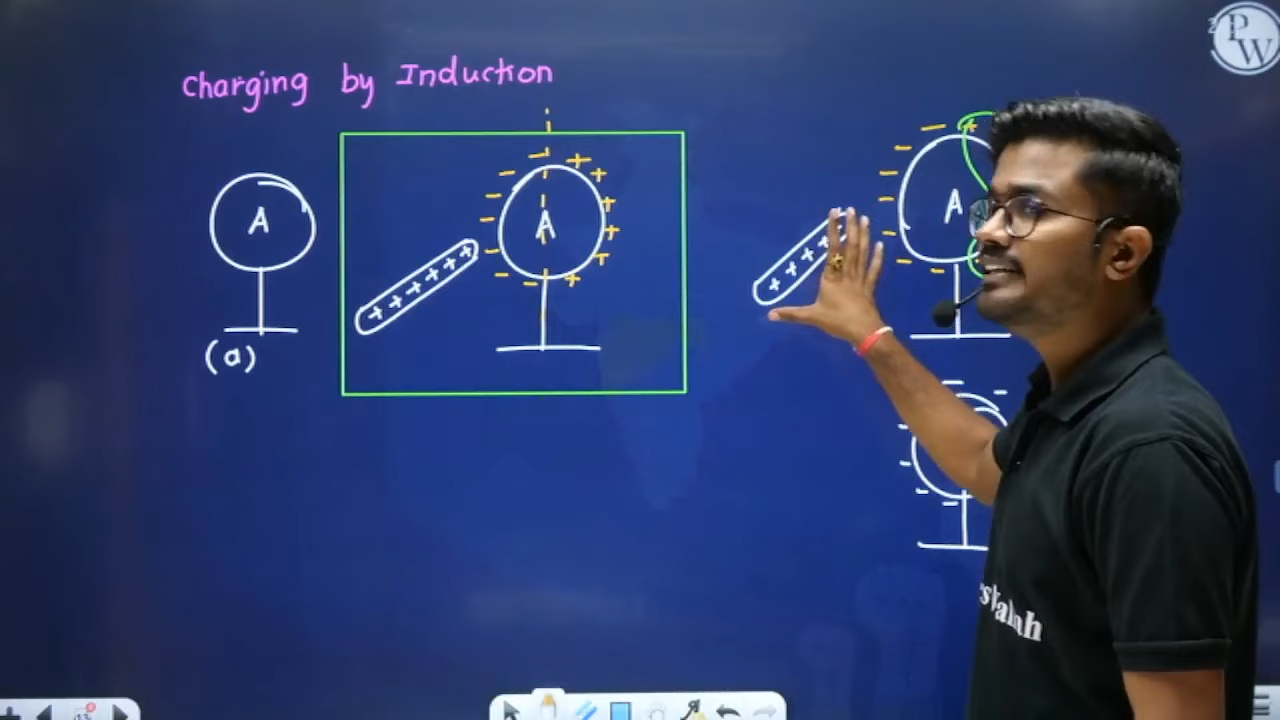 Charging by Induction
PW
A
A
A
(a)
+ + + + + +
+ + + +